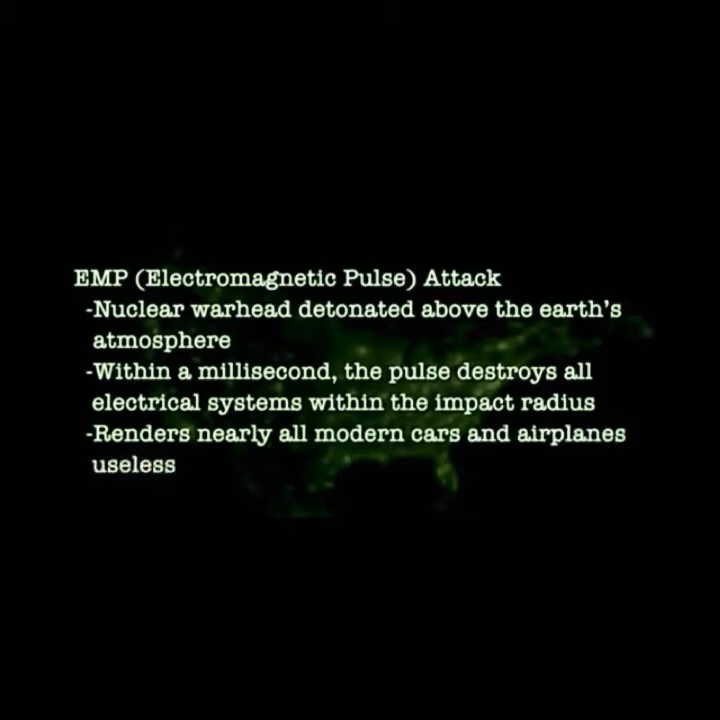 EMP (Electromagnetic Pulse) Attack
-Nuclear warhead detonated above the earth's
atmosphere
-Within a millisecond, the pulse destroys all
electrical systems within the impact radius
-Renders nearly all modern cars and airplanes
useless